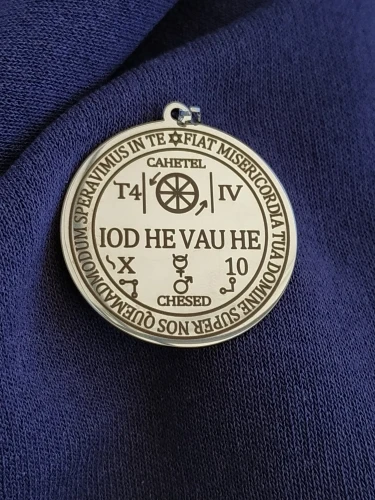 ✡ FIAT MISERICORDIA TUA DOMINE SUPER NOS QUEMADMODUM SPERAVIMUS IN TE
CAHETEL
T4 IV
IOD HE VAU HE
X 10
CHESED